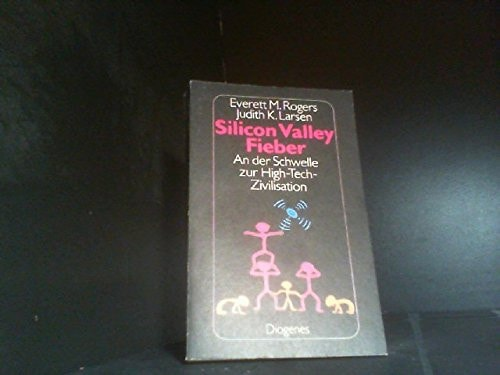 Everett M. Rogers
Judith K. Larsen
Silicon Valley
Fieber
An der Schwelle
zur High-Tech-
Zivilisation
Diogenes